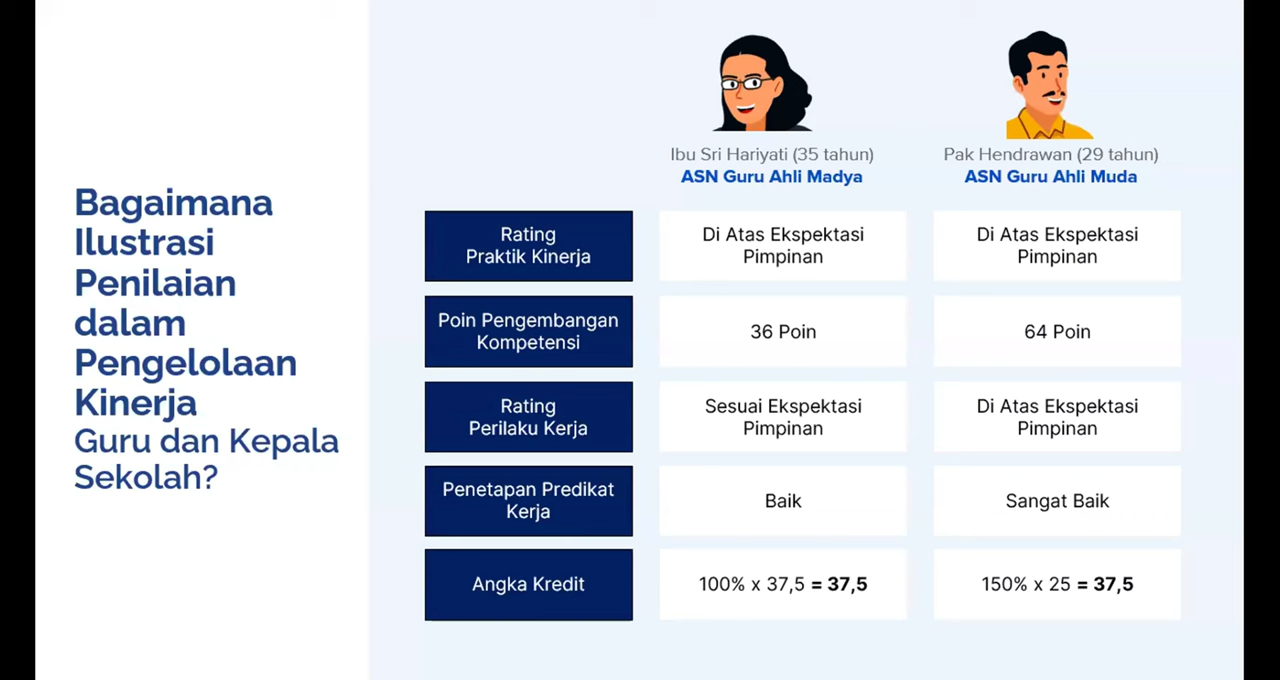 Bagaimana
Ilustrasi
Penilaian
dalam
Pengelolaan
Kinerja
Guru dan Kepala
Sekolah?
Ibu Sri Hariyati (35 tahun)
ASN Guru Ahli Madya
Pak Hendrawan (29 tahun)
ASN Guru Ahli Muda
Rating
Praktik Kinerja
Di Atas Ekspektasi
Pimpinan
Di Atas Ekspektasi
Pimpinan
Poin Pengembangan
Kompetensi
36 Poin
64 Poin
Rating
Perilaku Kerja
Sesuai Ekspektasi
Pimpinan
Di Atas Ekspektasi
Pimpinan
Penetapan Predikat
Kerja
Baik
Sangat Baik
Angka Kredit
100% x 37,5 = 37,5
150% x 25 = 37,5